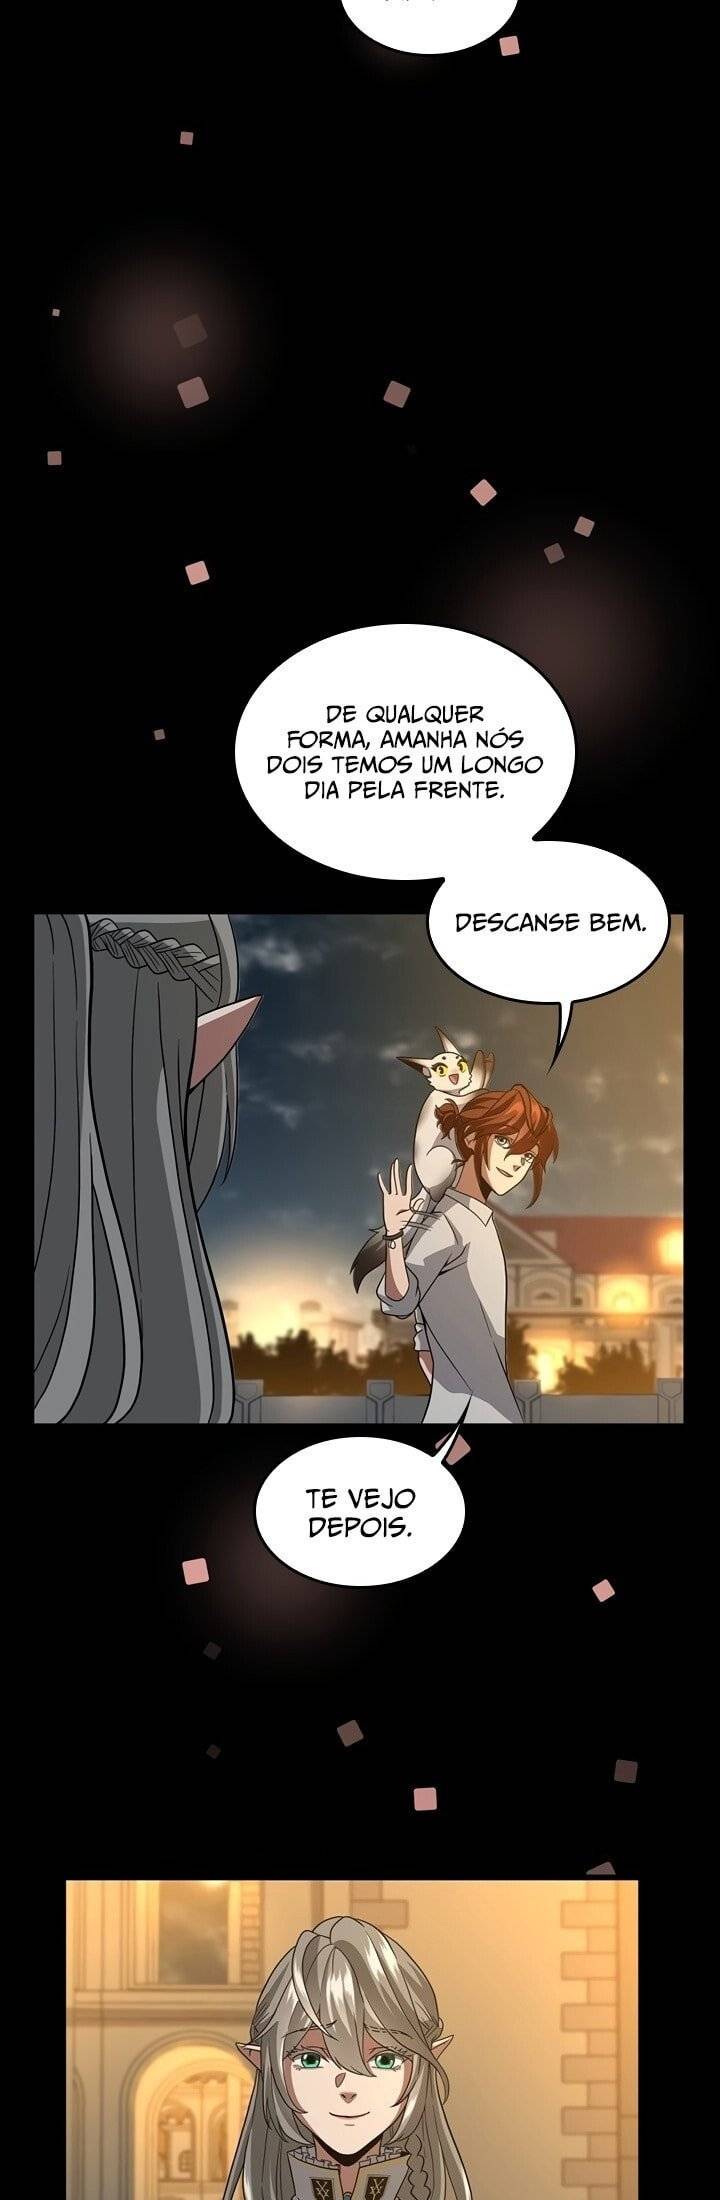 DE QUALQUER
FORMA, AMANHA NÓS
DOIS TEMOS UM LONGO
DIA PELA FRENTE.
DESCANSE BEM.
TE VEJO
DEPOIS.